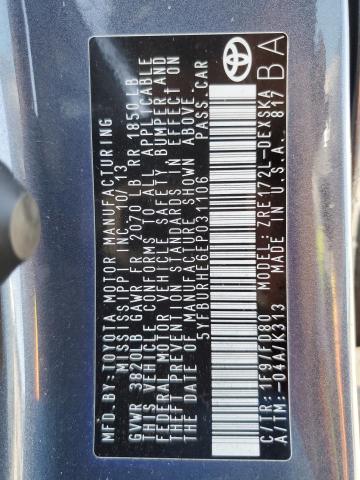 MFD.BY:TOYOTA MOTOR MANUFACTURING
MISSISSIPPI INC. 10/13
GVWR 3820LB GAWR FR 2070 LB RR 1850LB
THIS VEHICLE CONFORMS TO ALL APPLICABLE
FEDERAL MOTOR VEHICLE SAFETY,BUMPER,AND
THEFT PREVENTION STANDARDS IN EFFECT ON
THE DATE OF MANUFACTURE SHOWN ABOVE.
5YFBURHE6EP031106 PASS.CAR
C/TR:1F9/FD80 ZRE172L-DEXSKA
A/TM:-04A/K313 MADE IN U.S.A. 817
BA